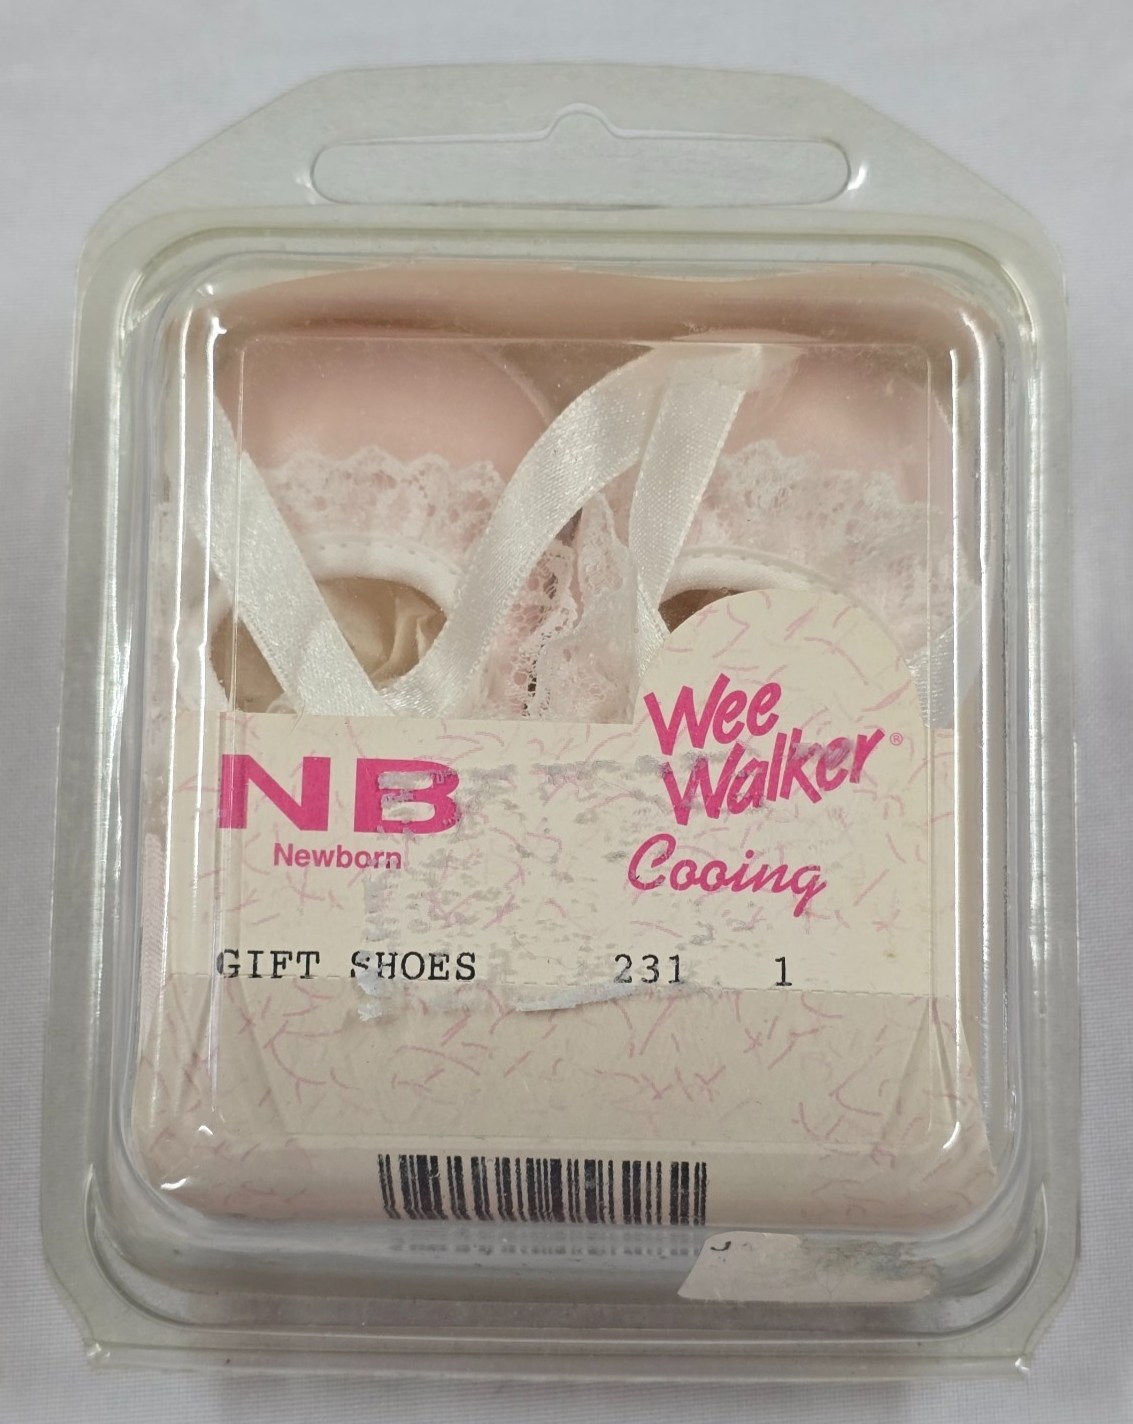 Wee
Walker®
NB
Cooing
Newborn
GIFT SHOES 231 1